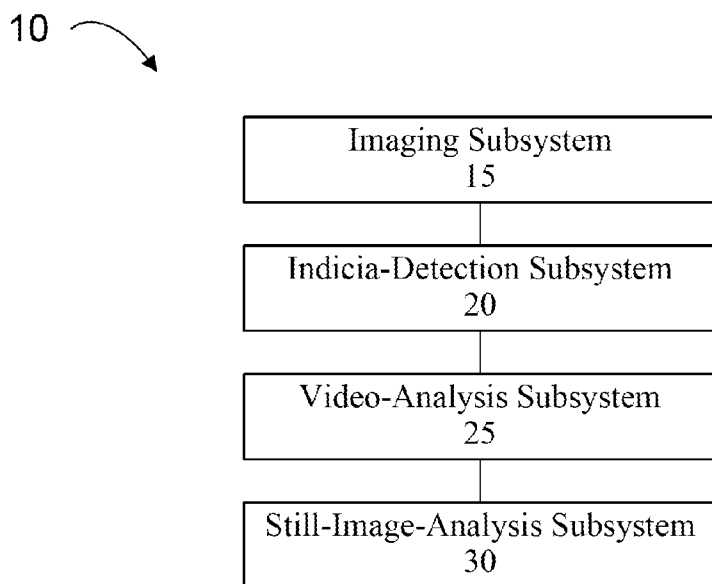 10
Imaging Subsystem
15
Indicia-Detection Subsystem
20
Video-Analysis Subsystem
25
Still-Image-Analysis Subsystem
30